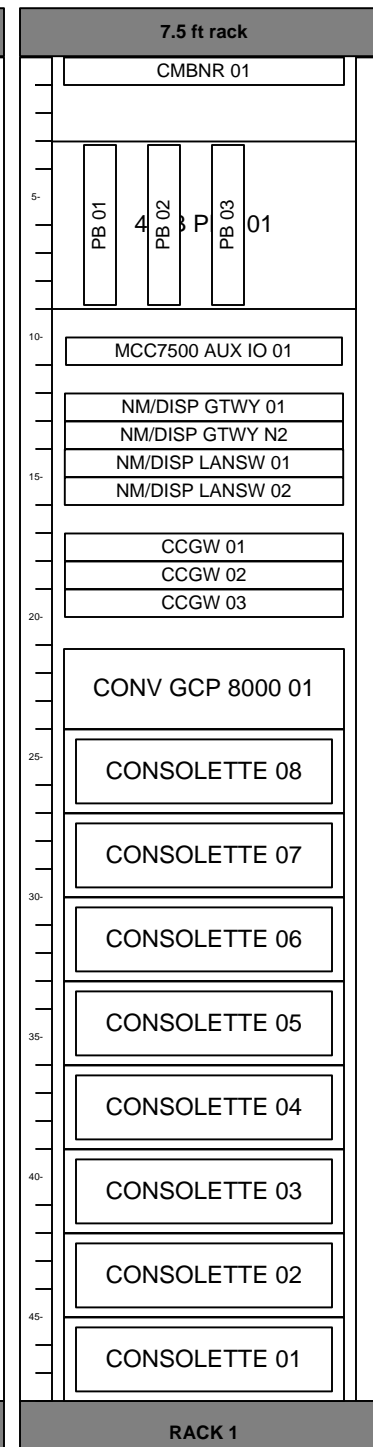 7.5 ft rack
CMBNR 01
5-
PB 01
PB 02
PB 03
01
10-
MCC7500 AUX IO 01
NM/DISP GTWY 01
NM/DISP GTWY N2
NM/DISP LANSW 01
15-
NM/DISP LANSW 02
CCGW 01
CCGW 02
CCGW 03
20-
CONV GCP 8000 01
25-
CONSOLETTE 08
CONSOLETTE 07
30-
CONSOLETTE 06
CONSOLETTE 05
35-
CONSOLETTE 04
40-
CONSOLETTE 03
CONSOLETTE 02
45-
CONSOLETTE 01
RACK 1